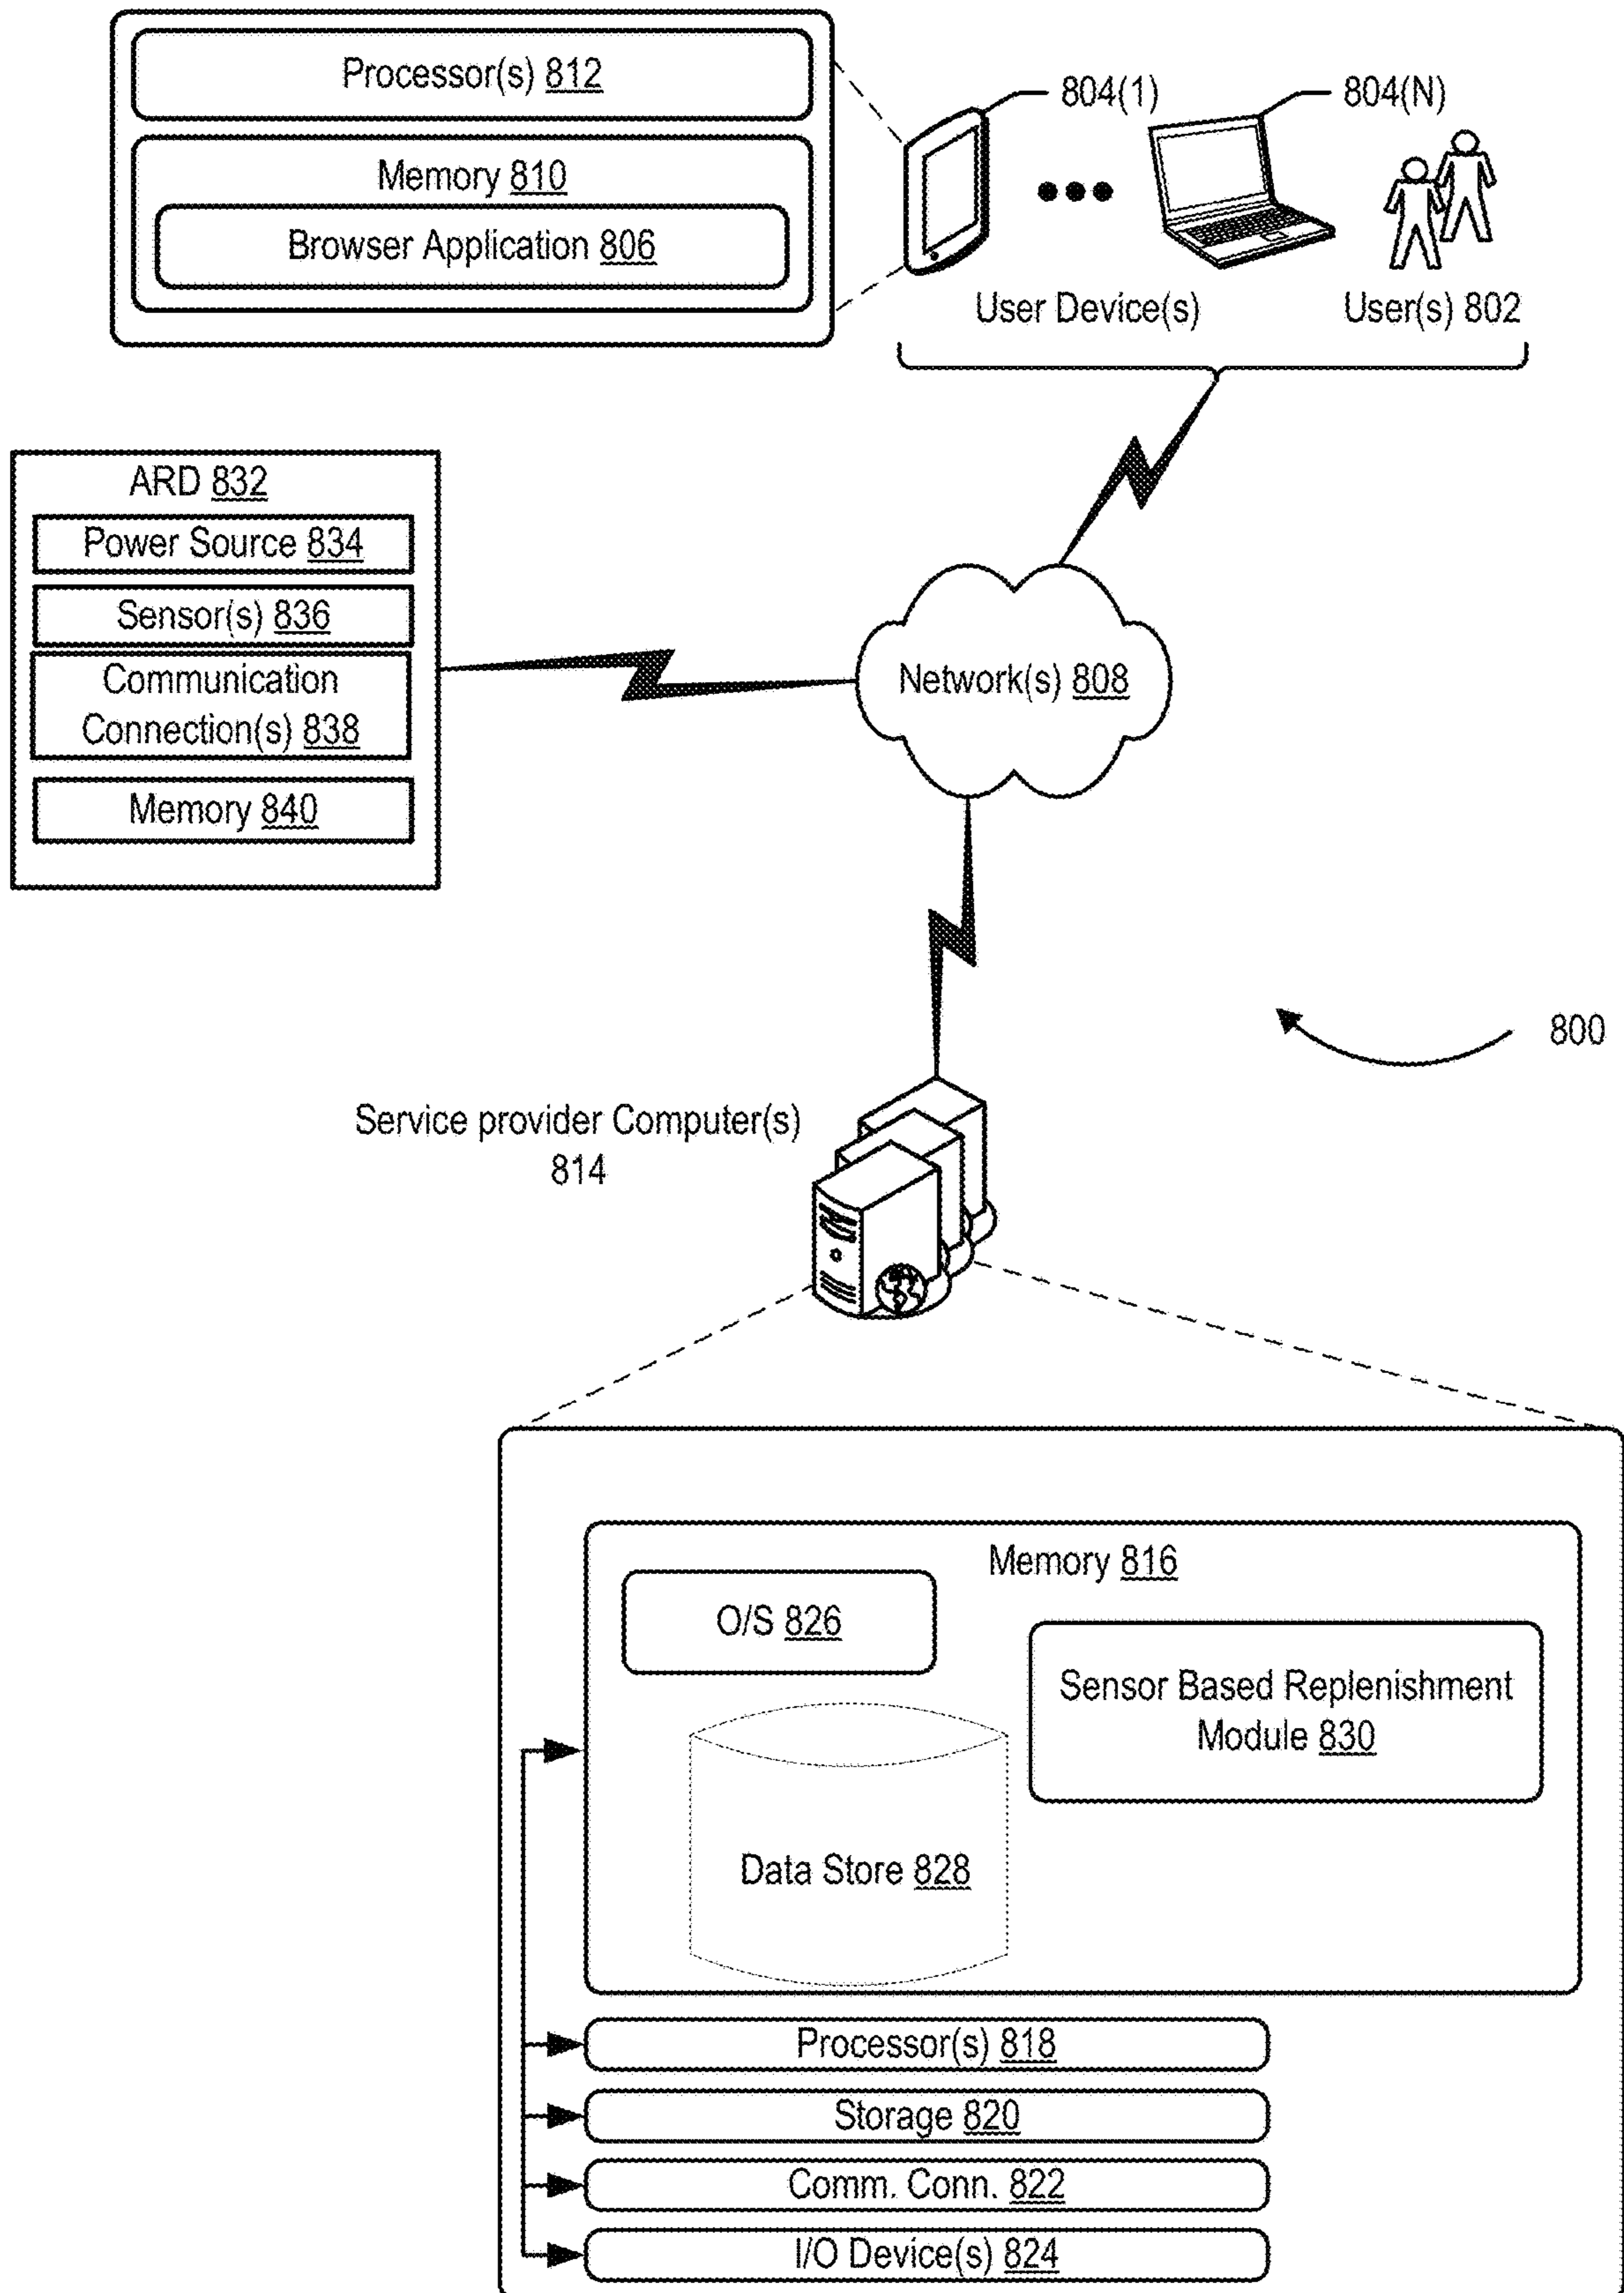 Processor(s) 812
Memory 810
Browser Application 806
804(1)
804(N)
User Device(s)
User(s) 802
ARD 832
Power Source 834
Sensor(s) 836
Communication
Connection(s) 838
Memory 840
Network(s) 808
800
Service provider Computer(s)
814
Memory 816
O/S 826
Sensor Based Replenishment
Module 830
Data Store 828
Processor(s) 818
Storage 820
Comm. Conn. 822
I/O Device(s) 824